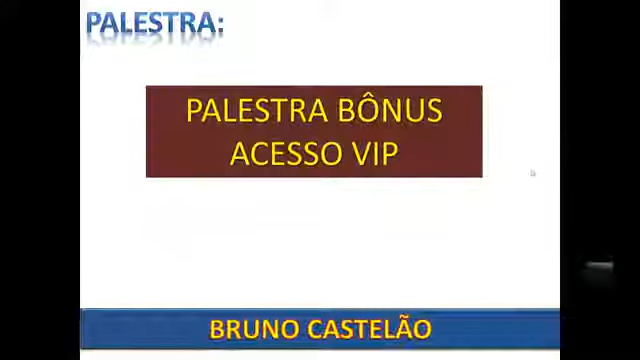 PALESTRA:
PALESTRA BÔNUS
ACESSO VIP
BRUNO CASTELÃO